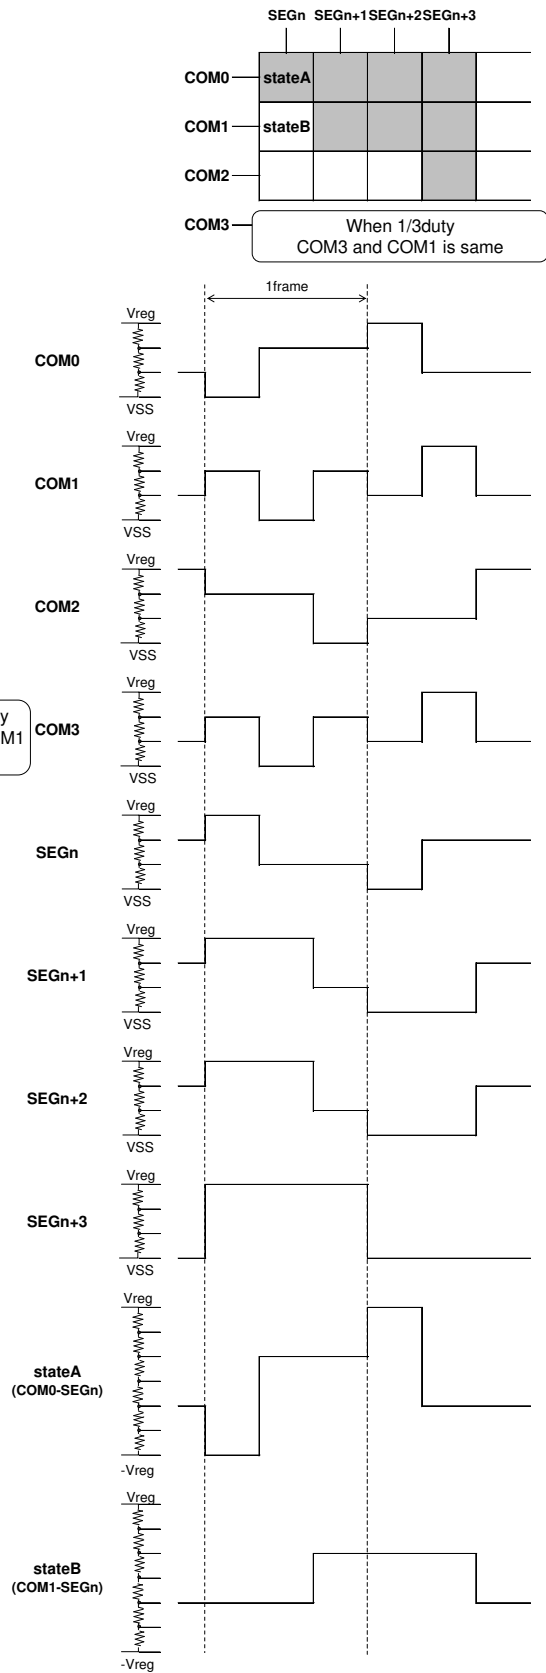 SEGn SEGn+1 SEGn+2 SEGn+3
COM0 stateA
COM1 stateB
COM2
COM3 When 1/3duty
COM3 and COM1 is same
1frame
Vreg
COM0
VSS
Vreg
COM1
VSS
Vreg
COM2
VSS
y
M1
Vreg
COM3
VSS
Vreg
SEGn
VSS
Vreg
SEGn+1
VSS
Vreg
SEGn+2
VSS
Vreg
SEGn+3
VSS
Vreg
stateA
(COM0-SEGn)
-Vreg
Vreg
stateB
(COM1-SEGn)
-Vreg